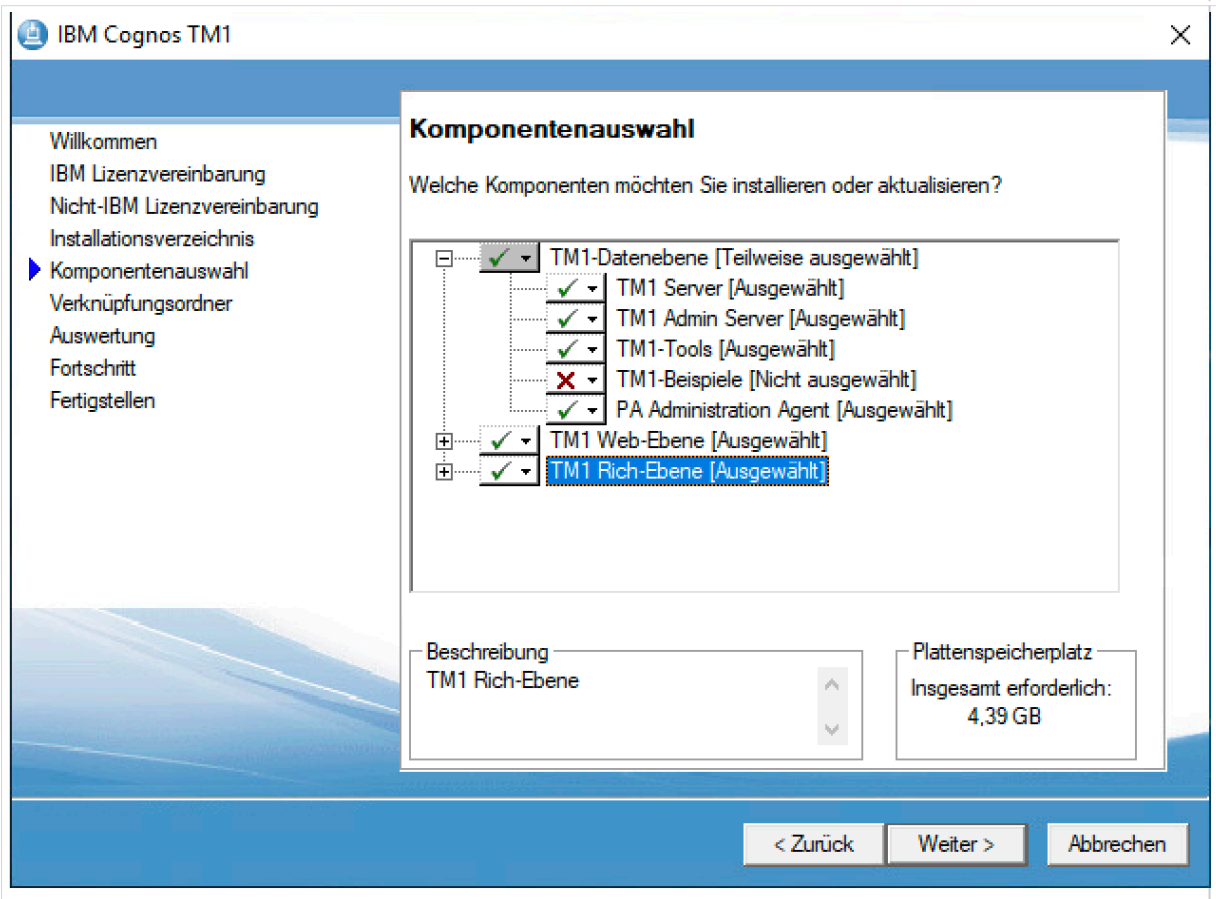 IBM Cognos TM1
Willkommen
IBM Lizenzvereinbarung
Nicht-IBM Lizenzvereinbarung
Installationsverzeichnis
Komponentenauswahl
Verknüpfungsordner
Auswertung
Fortschritt
Fertigstellen
Komponentenauswahl
Welche Komponenten möchten Sie installieren oder aktualisieren?
TM1-Datenebene [Teilweise ausgewählt]
TM1 Server [Ausgewählt]
TM1 Admin Server [Ausgewählt]
TM1-Tools [Ausgewählt]
TM1-Beispiele [Nicht ausgewählt]
PA Administration Agent [Ausgewählt]
TM1 Web-Ebene [Ausgewählt]
TM1 Rich-Ebene [Ausgewählt]
Beschreibung
TM1 Rich-Ebene
Plattenspeicherplatz
Insgesamt erforderlich:
4,39 GB
< Zurück
Weiter >
Abbrechen